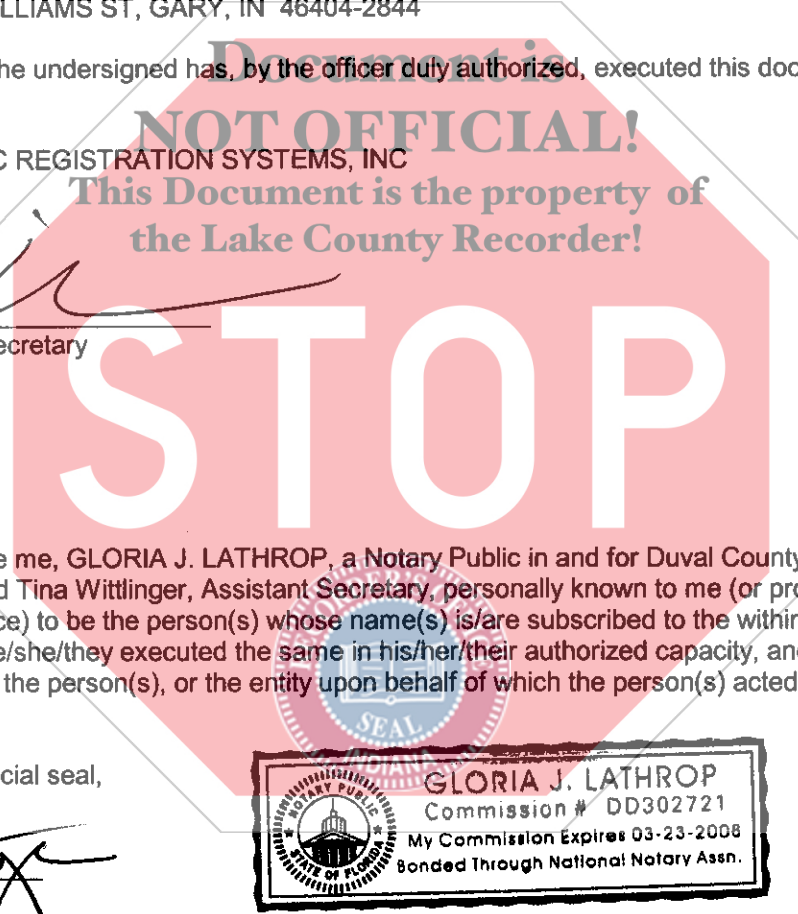 LLIAMS ST, GARY, IN 46404-2844
Document is
he undersigned has, by the officer duly authorized, executed this doc
NOT OFFICIAL!
C REGISTRATION SYSTEMS, INC
This Document is the property of
the Lake County Recorder!
ecretary
STOP
e me, GLORIA J. LATHROP, a Notary Public in and for Duval County
d Tina Wittlinger, Assistant Secretary, personally known to me (or pro
ce) to be the person(s) whose name(s) is/are subscribed to the within
e/she/they executed the same in his/her/their authorized capacity, and
the person(s), or the entity upon behalf of which the person(s) acted
RECORDER'S OFFICE
SEAL
INDIANA
cial seal,
NOTARY PUBLIC
STATE OF FLORIDA
GLORIA J. LATHROP
Commission # DD302721
My Commission Expires 03-23-2008
Bonded Through National Notary Assn.